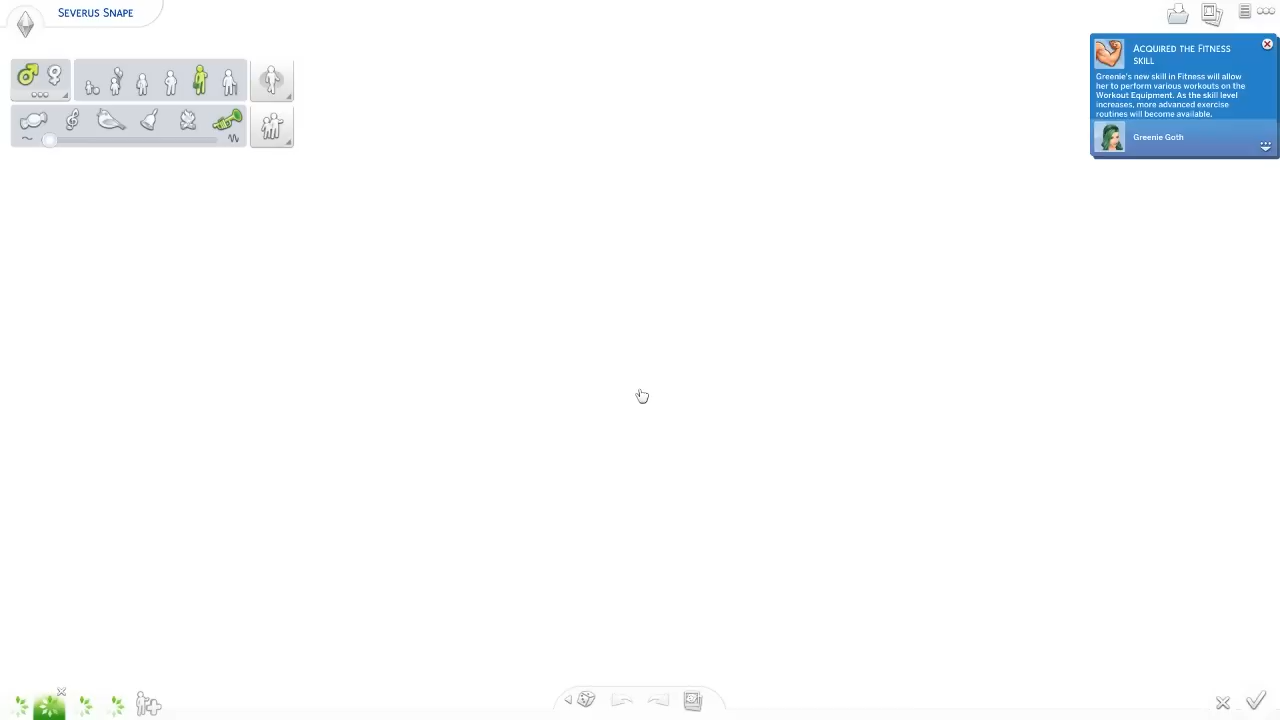 SEVERUS SNAPE
ACQUIRED THE FITNESS
SKILL
Greenie's new skill in Fitness will allow
her to perform various workouts on the
Workout Equipment. As the skill level
increases, more advanced exercise
routines will become available.
Greenie Goth